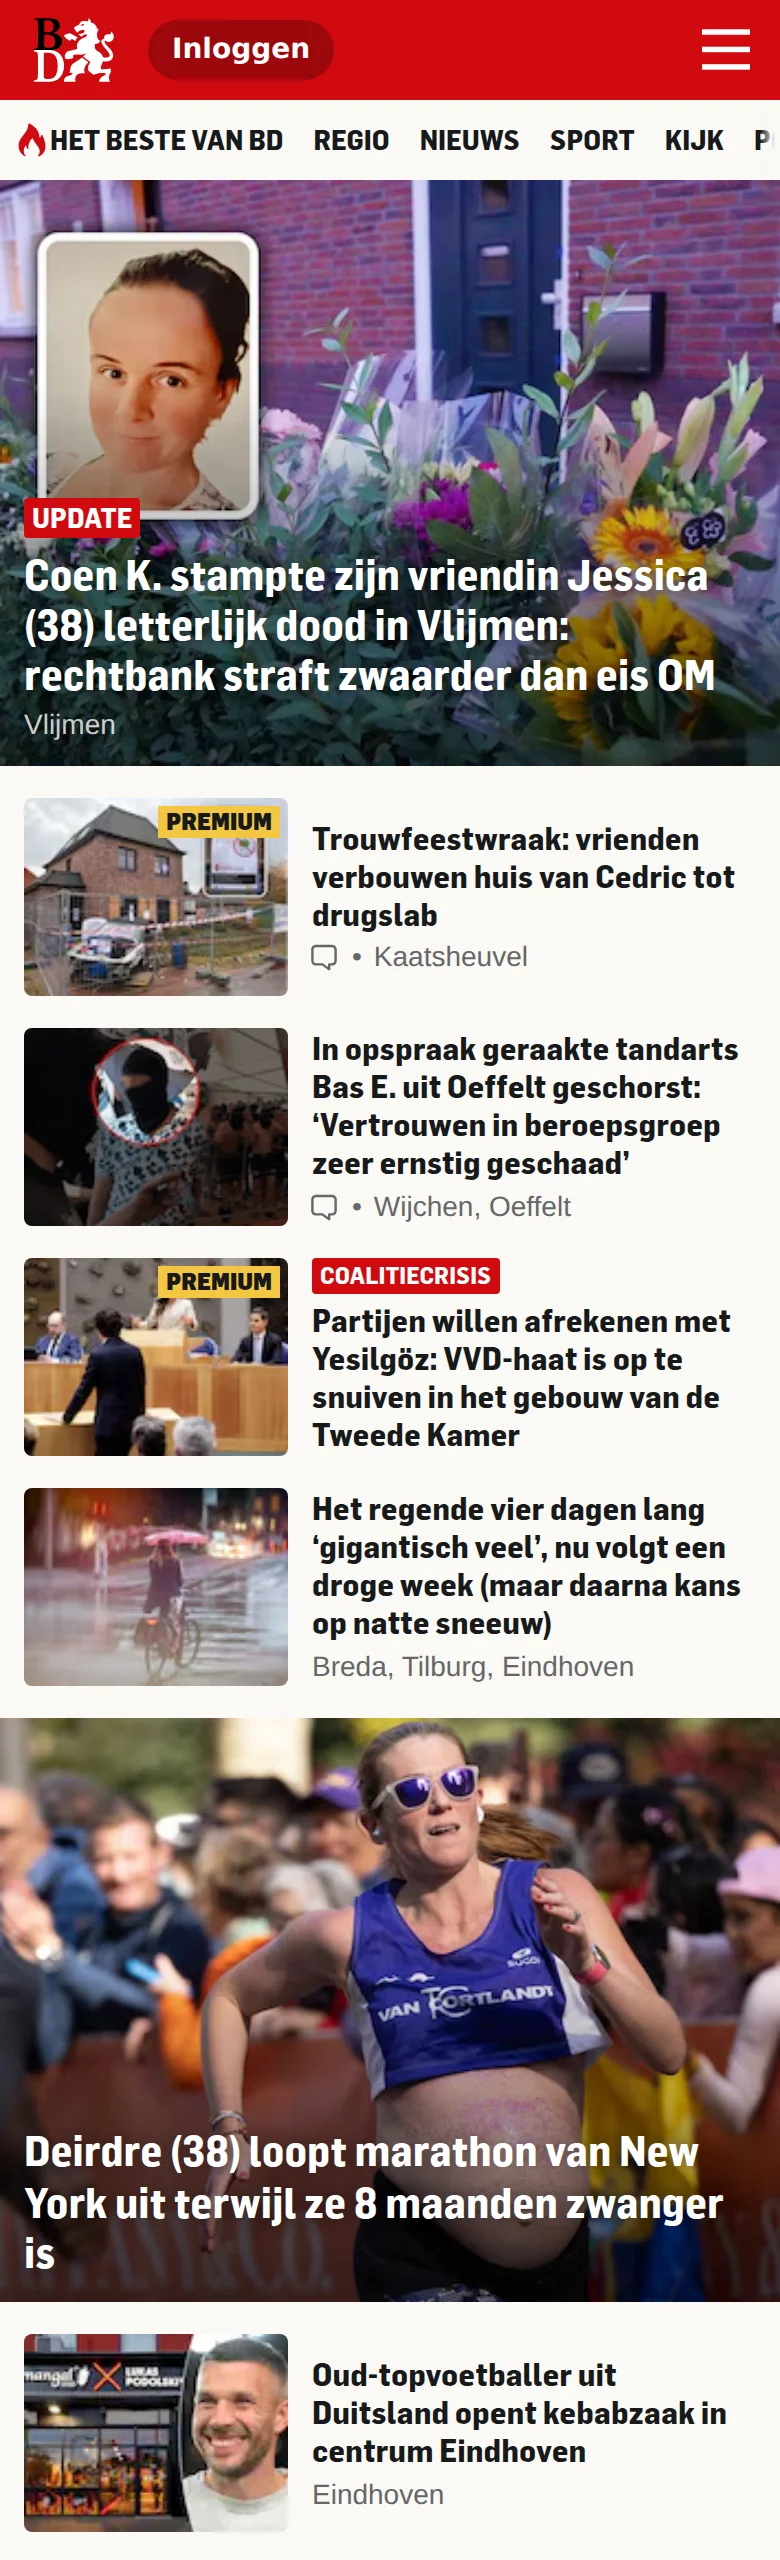 B
D
Inloggen
HET BESTE VAN BD REGIO NIEUWS SPORT KIJK
UPDATE
Coen K. stampte zijn vriendin Jessica
(38) letterlijk dood in Vlijmen:
rechtbank straft zwaarder dan eis OM
Vlijmen
PREMIUM
Trouwfeestwraak: vrienden
verbouwen huis van Cedric tot
drugslab
• Kaatsheuvel
In opspraak geraakte tandarts
Bas E. uit Oeffelt geschorst:
‘Vertrouwen in beroepsgroep
zeer ernstig geschaad’
• Wijchen, Oeffelt
PREMIUM
COALITIECRISIS
Partijen willen afrekenen met
Yesilgöz: VVD-haat is op te
snuiven in het gebouw van de
Tweede Kamer
Het regende vier dagen lang
‘gigantisch veel’, nu volgt een
droge week (maar daarna kans
op natte sneeuw)
Breda, Tilburg, Eindhoven
VAN CORTLANDT
Deirdre (38) loopt marathon van New
York uit terwijl ze 8 maanden zwanger
is
mangal X LUKAS
PODOLSKI
Oud-topvoetballer uit
Duitsland opent kebabzaak in
centrum Eindhoven
Eindhoven